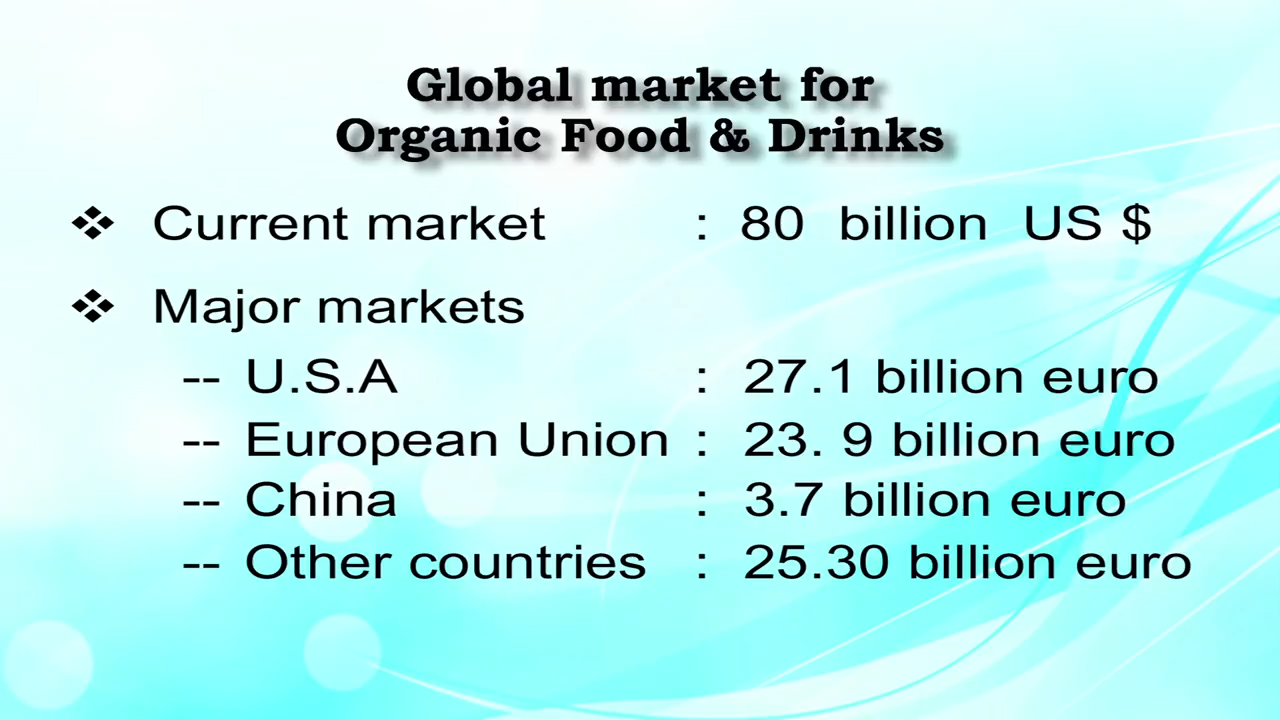 Global market for
Organic Food & Drinks
❖ Current market : 80 billion US $
❖ Major markets
-- U.S.A : 27.1 billion euro
-- European Union : 23. 9 billion euro
-- China : 3.7 billion euro
-- Other countries : 25.30 billion euro